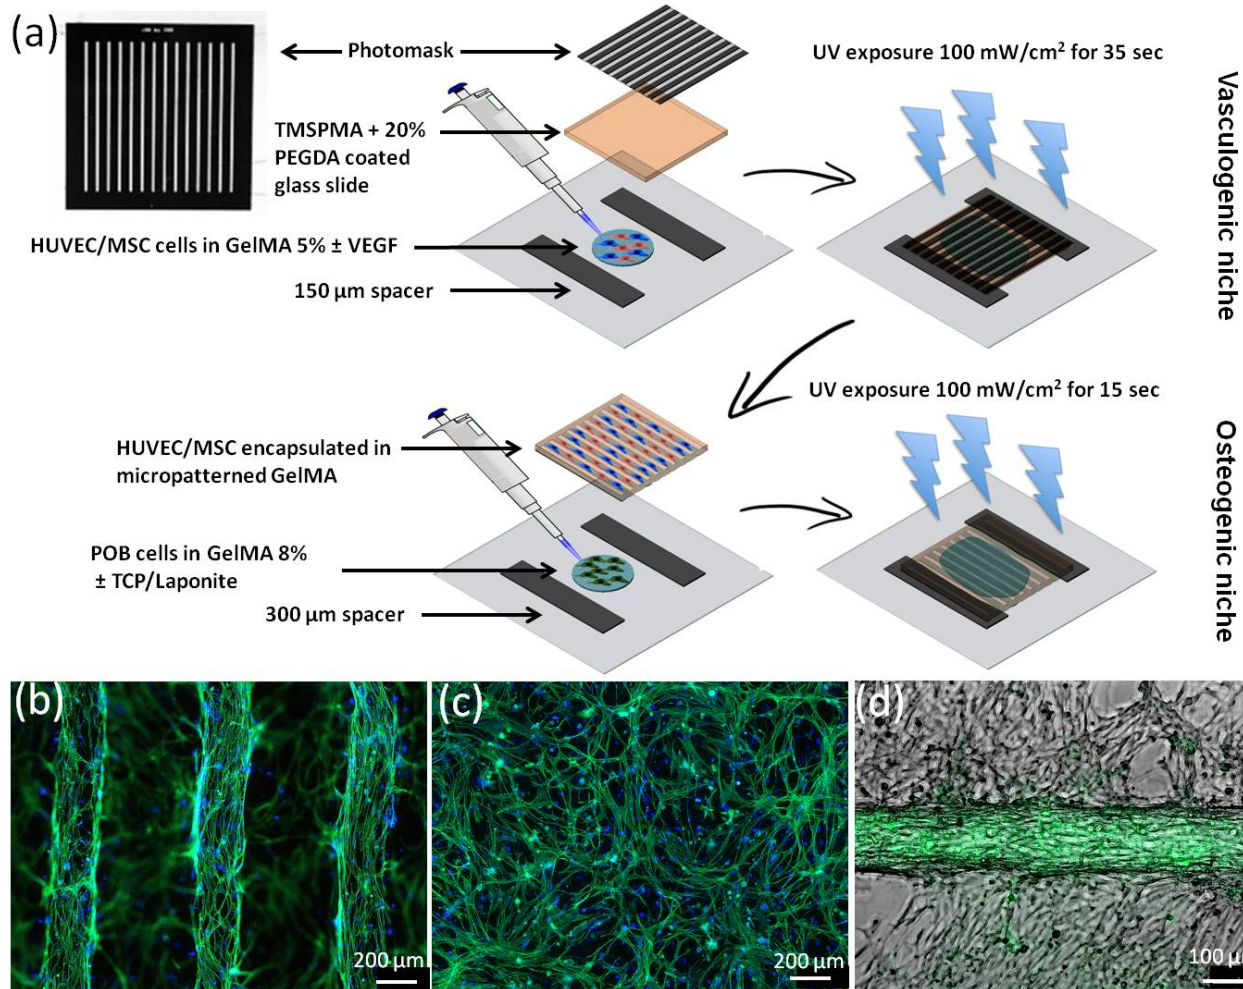 (a)
Photomask
UV exposure 100 mW/cm² for 35 sec
TMSPMA + 20%
PEGDA coated
glass slide
HUVEC/MSC cells in GelMA 5% ± VEGF
150 µm spacer
Vasculogenic niche
UV exposure 100 mW/cm² for 15 sec
HUVEC/MSC encapsulated in
micropatterned GelMA
POB cells in GelMA 8%
± TCP/Laponite
300 µm spacer
Osteogenic niche
(b)
200 µm
(c)
200 µm
(d)
100 µm